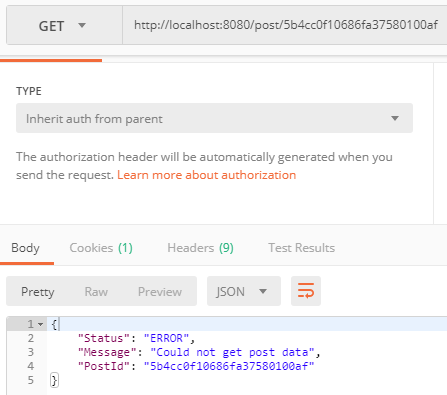 GET http://localhost:8080/post/5b4cc0f10686fa37580100af
TYPE
Inherit auth from parent
The authorization header will be automatically generated when you
send the request. Learn more about authorization
Body Cookies (1) Headers (9) Test Results
Pretty Raw Preview JSON
1 {
2 "Status": "ERROR",
3 "Message": "Could not get post data",
4 "PostId": "5b4cc0f10686fa37580100af"
5 }